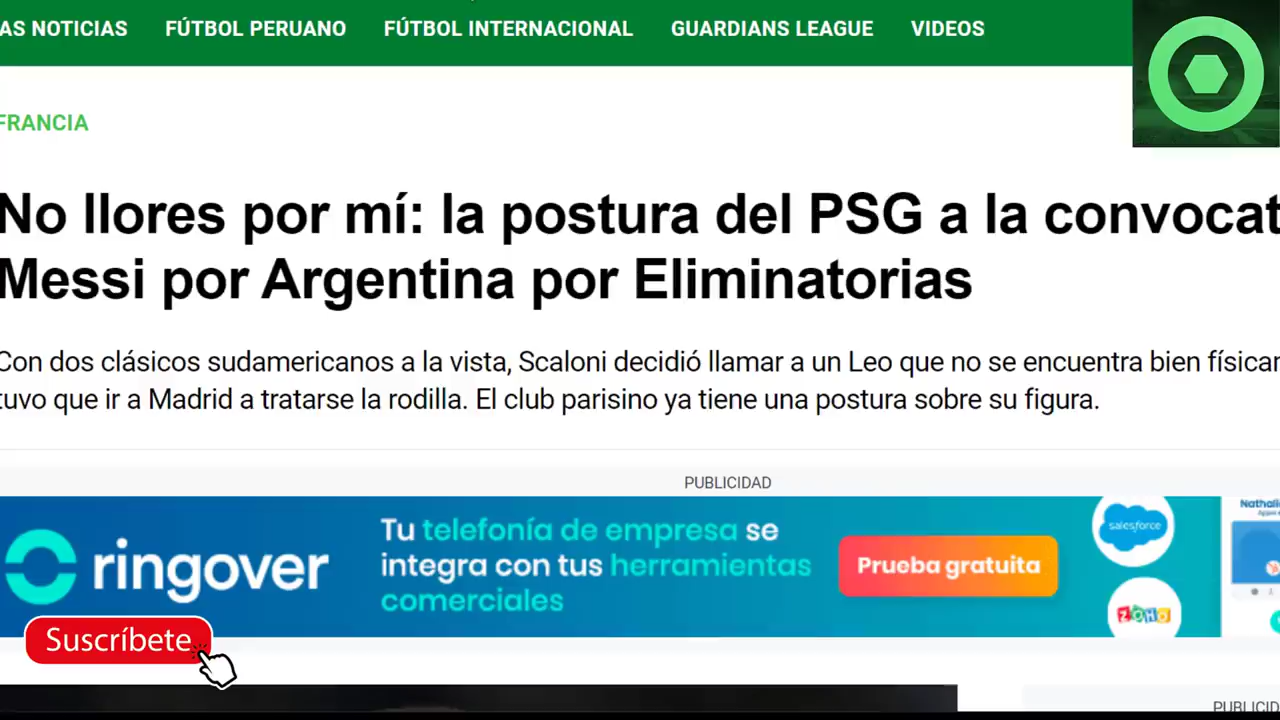 AS NOTICIAS FÚTBOL PERUANO FÚTBOL INTERNACIONAL GUARDIANS LEAGUE VIDEOS
FRANCIA
No llores por mí: la postura del PSG a la convocat
Messi por Argentina por Eliminatorias
Con dos clásicos sudamericanos a la vista, Scaloni decidió llamar a un Leo que no se encuentra bien físicam
tuvo que ir a Madrid a tratarse la rodilla. El club parisino ya tiene una postura sobre su figura.
PUBLICIDAD
ringover
Tu telefonía de empresa se
integra con tus herramientas
comerciales
Prueba gratuita
salesforce
ZOHO
Suscríbete
PUBLICID